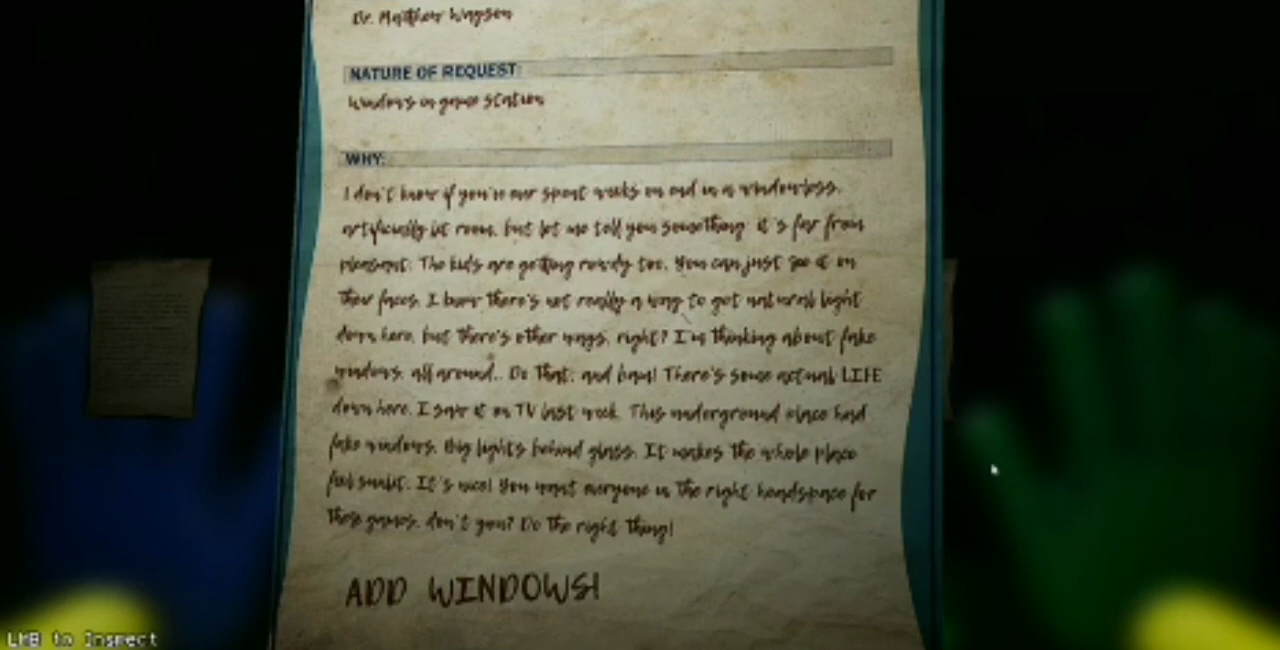 Dr. Matthew Wayson
NATURE OF REQUEST:
Windows in game station
WHY:
I don't know if you've ever spent weeks on end in a windowless,
artificially lit room, but let me tell you something: it's far from
pleasant. The kids are getting rowdy too. You can just see it on
their faces. I know there's not really a way to get natural light
down here, but there's other ways, right? I'm thinking about fake
windows, all around.. Do That, and bam! There's some actual LIFE
down here. I saw it on TV last week. This underground place had
fake windows. Big lights behind glass. It makes the whole place
feel sunlit. It's nice! You want everyone in the right headspace for
these games, don't you? Do the right thing!
ADD WINDOWS!
LMB to Inspect